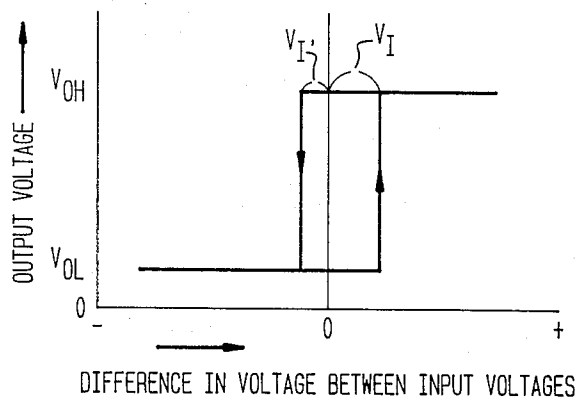 V_I' V_I
V_OH
OUTPUT VOLTAGE
V_OL
0
- 0 +
DIFFERENCE IN VOLTAGE BETWEEN INPUT VOLTAGES